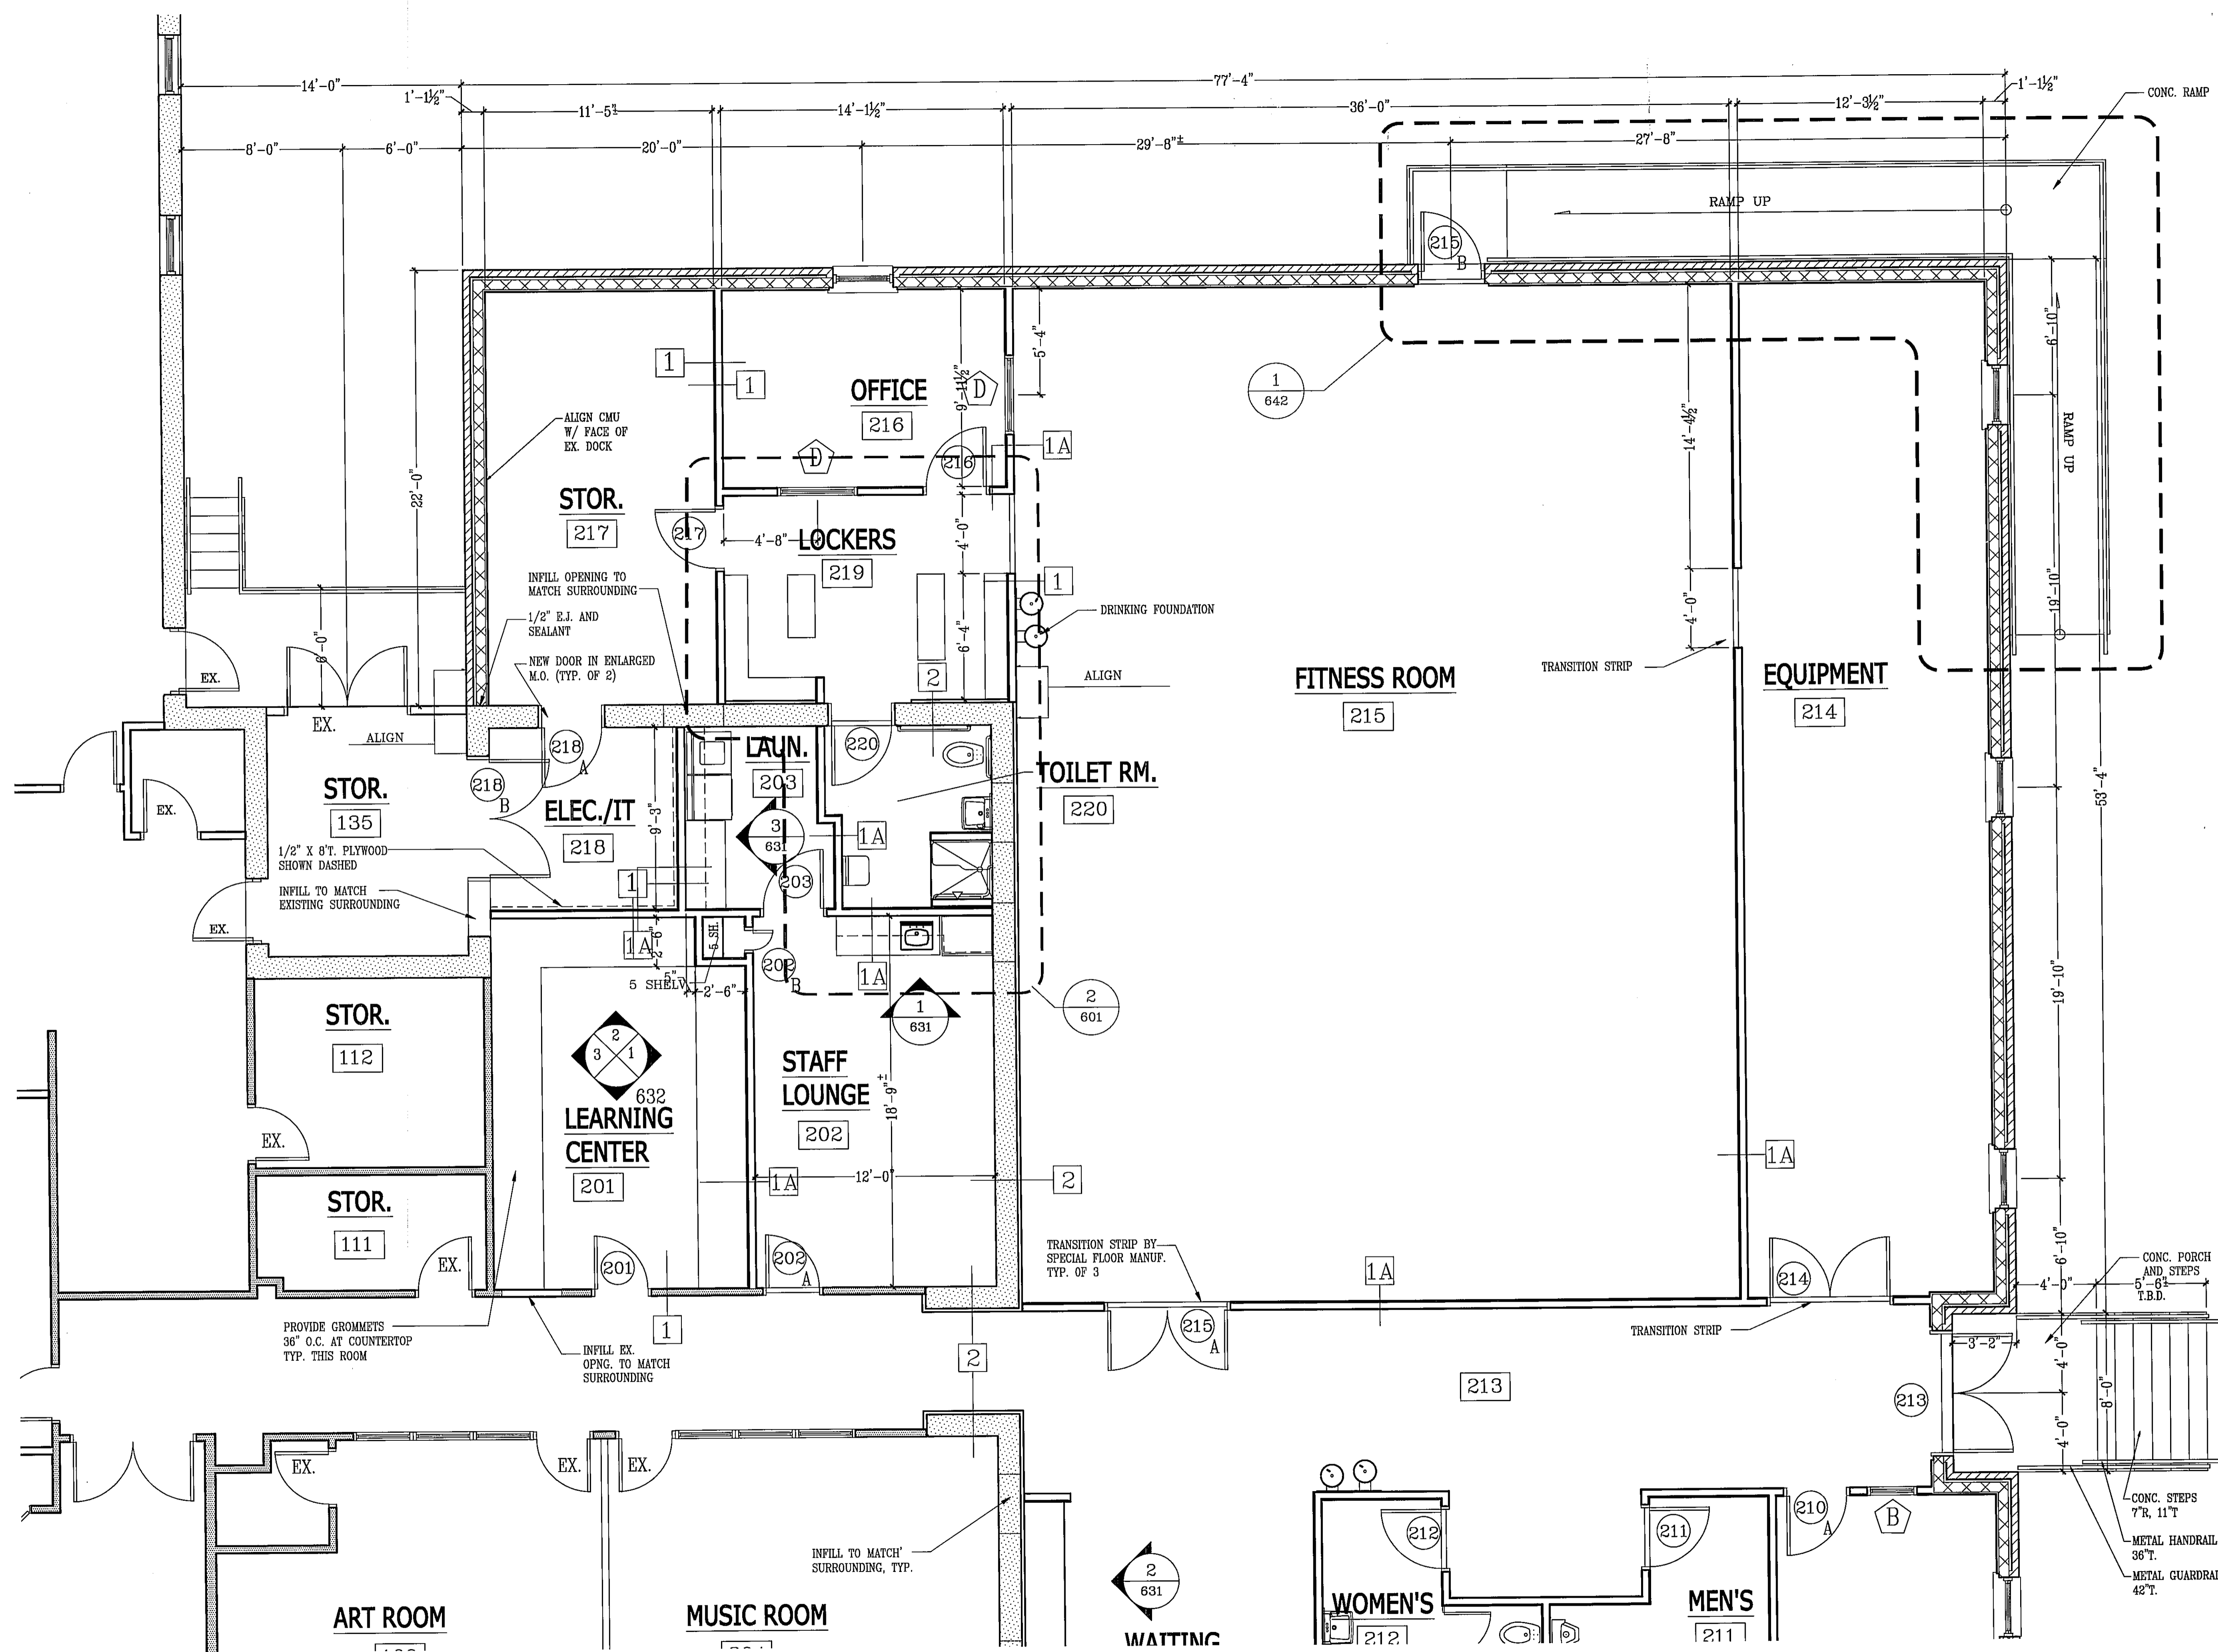 14'-0"
77'-4"
1'-1½"
11'-5±
14'-1½"
36'-0"
12'-3½"
1'-1½"
CONC. RAMP
8'-0"
6'-0"
20'-0"
29'-8"±
27'-8"
RAMP UP
215
B
6'-10"
5'-4"
1
1
OFFICE
216
9'-11½"
D
1
642
14'-4½"
RAMP UP
ALIGN CMU
W/ FACE OF
EX. DOCK
22'-0"
D
216
1A
STOR.
217
217
4'-8"
LOCKERS
219
4'-0"
INFILL OPENING TO
MATCH SURROUNDING
1
DRINKING FOUNDATION
4'-0"
19'-10"
1/2" E.J. AND
SEALANT
6'-0"
6'-4"
NEW DOOR IN ENLARGED
M.O. (TYP. OF 2)
2
ALIGN
FITNESS ROOM
215
TRANSITION STRIP
EQUIPMENT
214
EX.
EX.
ALIGN
218
A
LAUN.
203
220
TOILET RM.
220
STOR.
135
218
B
ELEC./IT
218
9'-3"
53'-4"
EX.
3
631
1A
1/2" X 8'T. PLYWOOD
SHOWN DASHED
1
203
INFILL TO MATCH
EXISTING SURROUNDING
EX.
1A
2'-6"
5 SH.
202
B
1A
5 SHELV.
5"
2'-6"
19'-10"
2
601
STOR.
112
1
631
2
3
1
632
STAFF
LOUNGE
202
18'-9"±
LEARNING
CENTER
201
EX.
1A
12'-0"
2
1A
STOR.
111
EX.
201
202
A
TRANSITION STRIP BY
SPECIAL FLOOR MANUF.
TYP. OF 3
1A
214
6'-10"
CONC. PORCH
AND STEPS
4'-0"
5'-6"±
T.B.D.
PROVIDE GROMMETS
36" O.C. AT COUNTERTOP
TYP. THIS ROOM
INFILL EX.
OPNG. TO MATCH
SURROUNDING
1
2
215
A
TRANSITION STRIP
3'-2"
4'-0"
213
213
8'-0"
4'-0"
EX.
EX.
EX.
CONC. STEPS
7"R, 11"T
METAL HANDRAIL
36"T.
METAL GUARDRAI
42"T.
212
211
210
A
B
INFILL TO MATCH'
SURROUNDING, TYP.
2
631
ART ROOM
MUSIC ROOM
WAITING
WOMEN'S
212
MEN'S
211